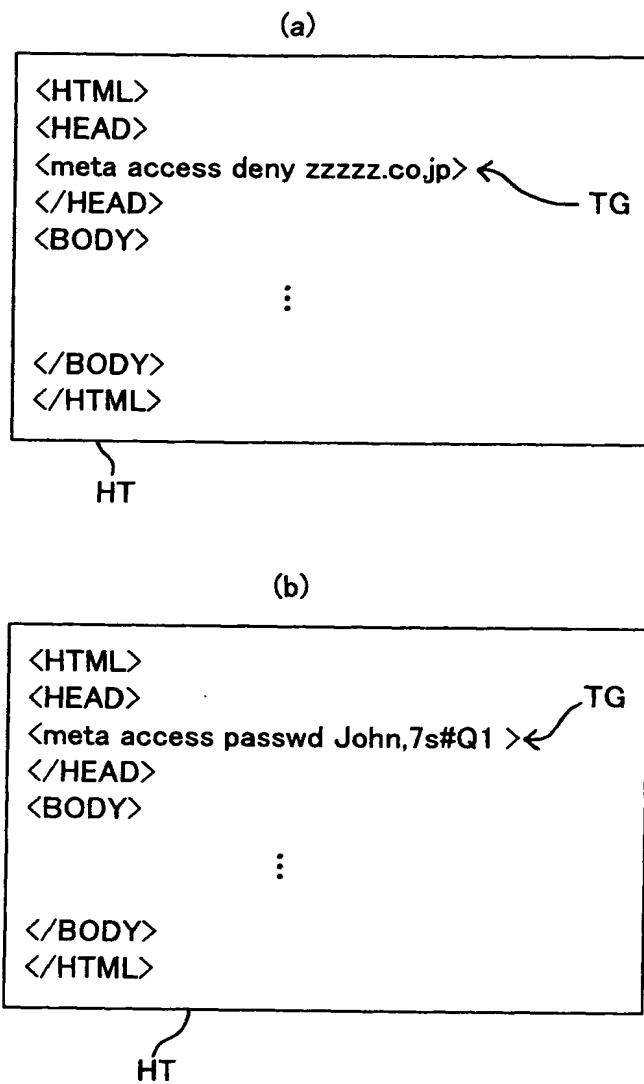 (a)
<HTML>
<HEAD>
<meta access deny zzzzz.co.jp>
TG
</HEAD>
<BODY>
⋮
</BODY>
</HTML>
HT
(b)
<HTML>
<HEAD>
TG
<meta access passwd John,7s#Q1 >
</HEAD>
<BODY>
⋮
</BODY>
</HTML>
HT